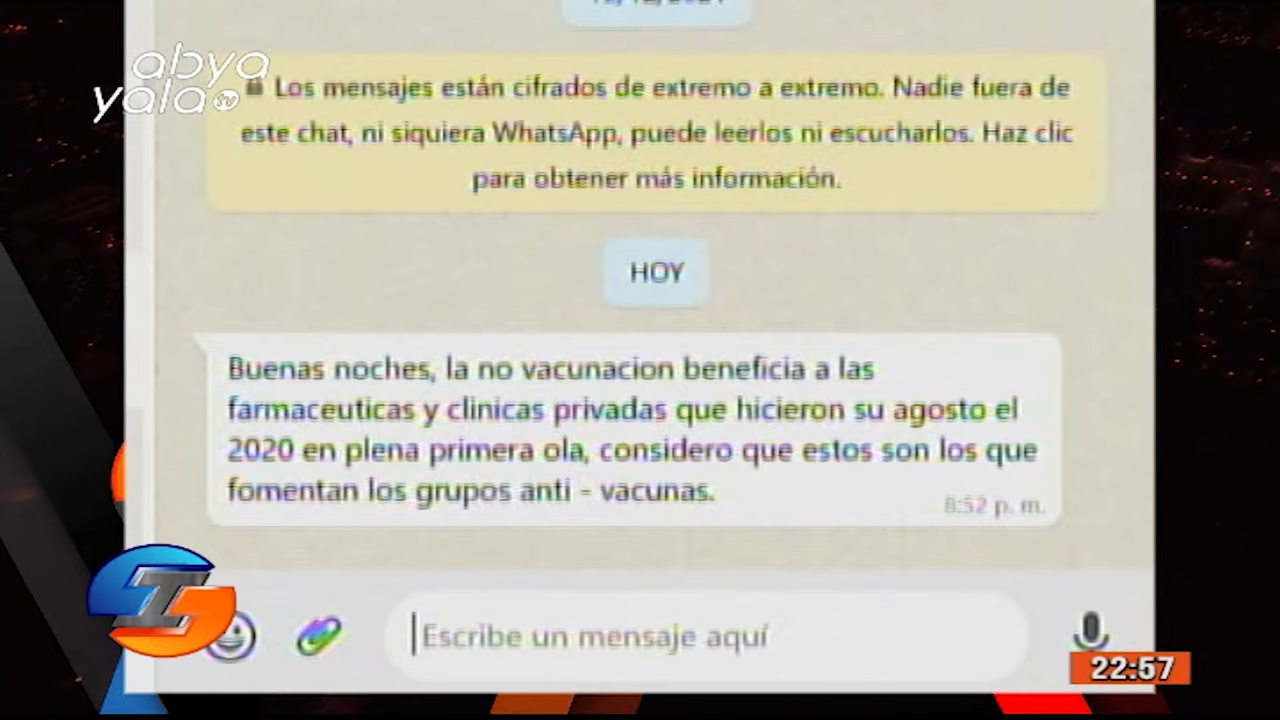 abya
yala tv
Los mensajes están cifrados de extremo a extremo. Nadie fuera de
este chat, ni siquiera WhatsApp, puede leerlos ni escucharlos. Haz clic
para obtener más información.
HOY
Buenas noches, la no vacunacion beneficia a las
farmaceuticas y clinicas privadas que hicieron su agosto el
2020 en plena primera ola, considero que estos son los que
fomentan los grupos anti - vacunas.
8:52 p. m.
Escribe un mensaje aquí
22:57